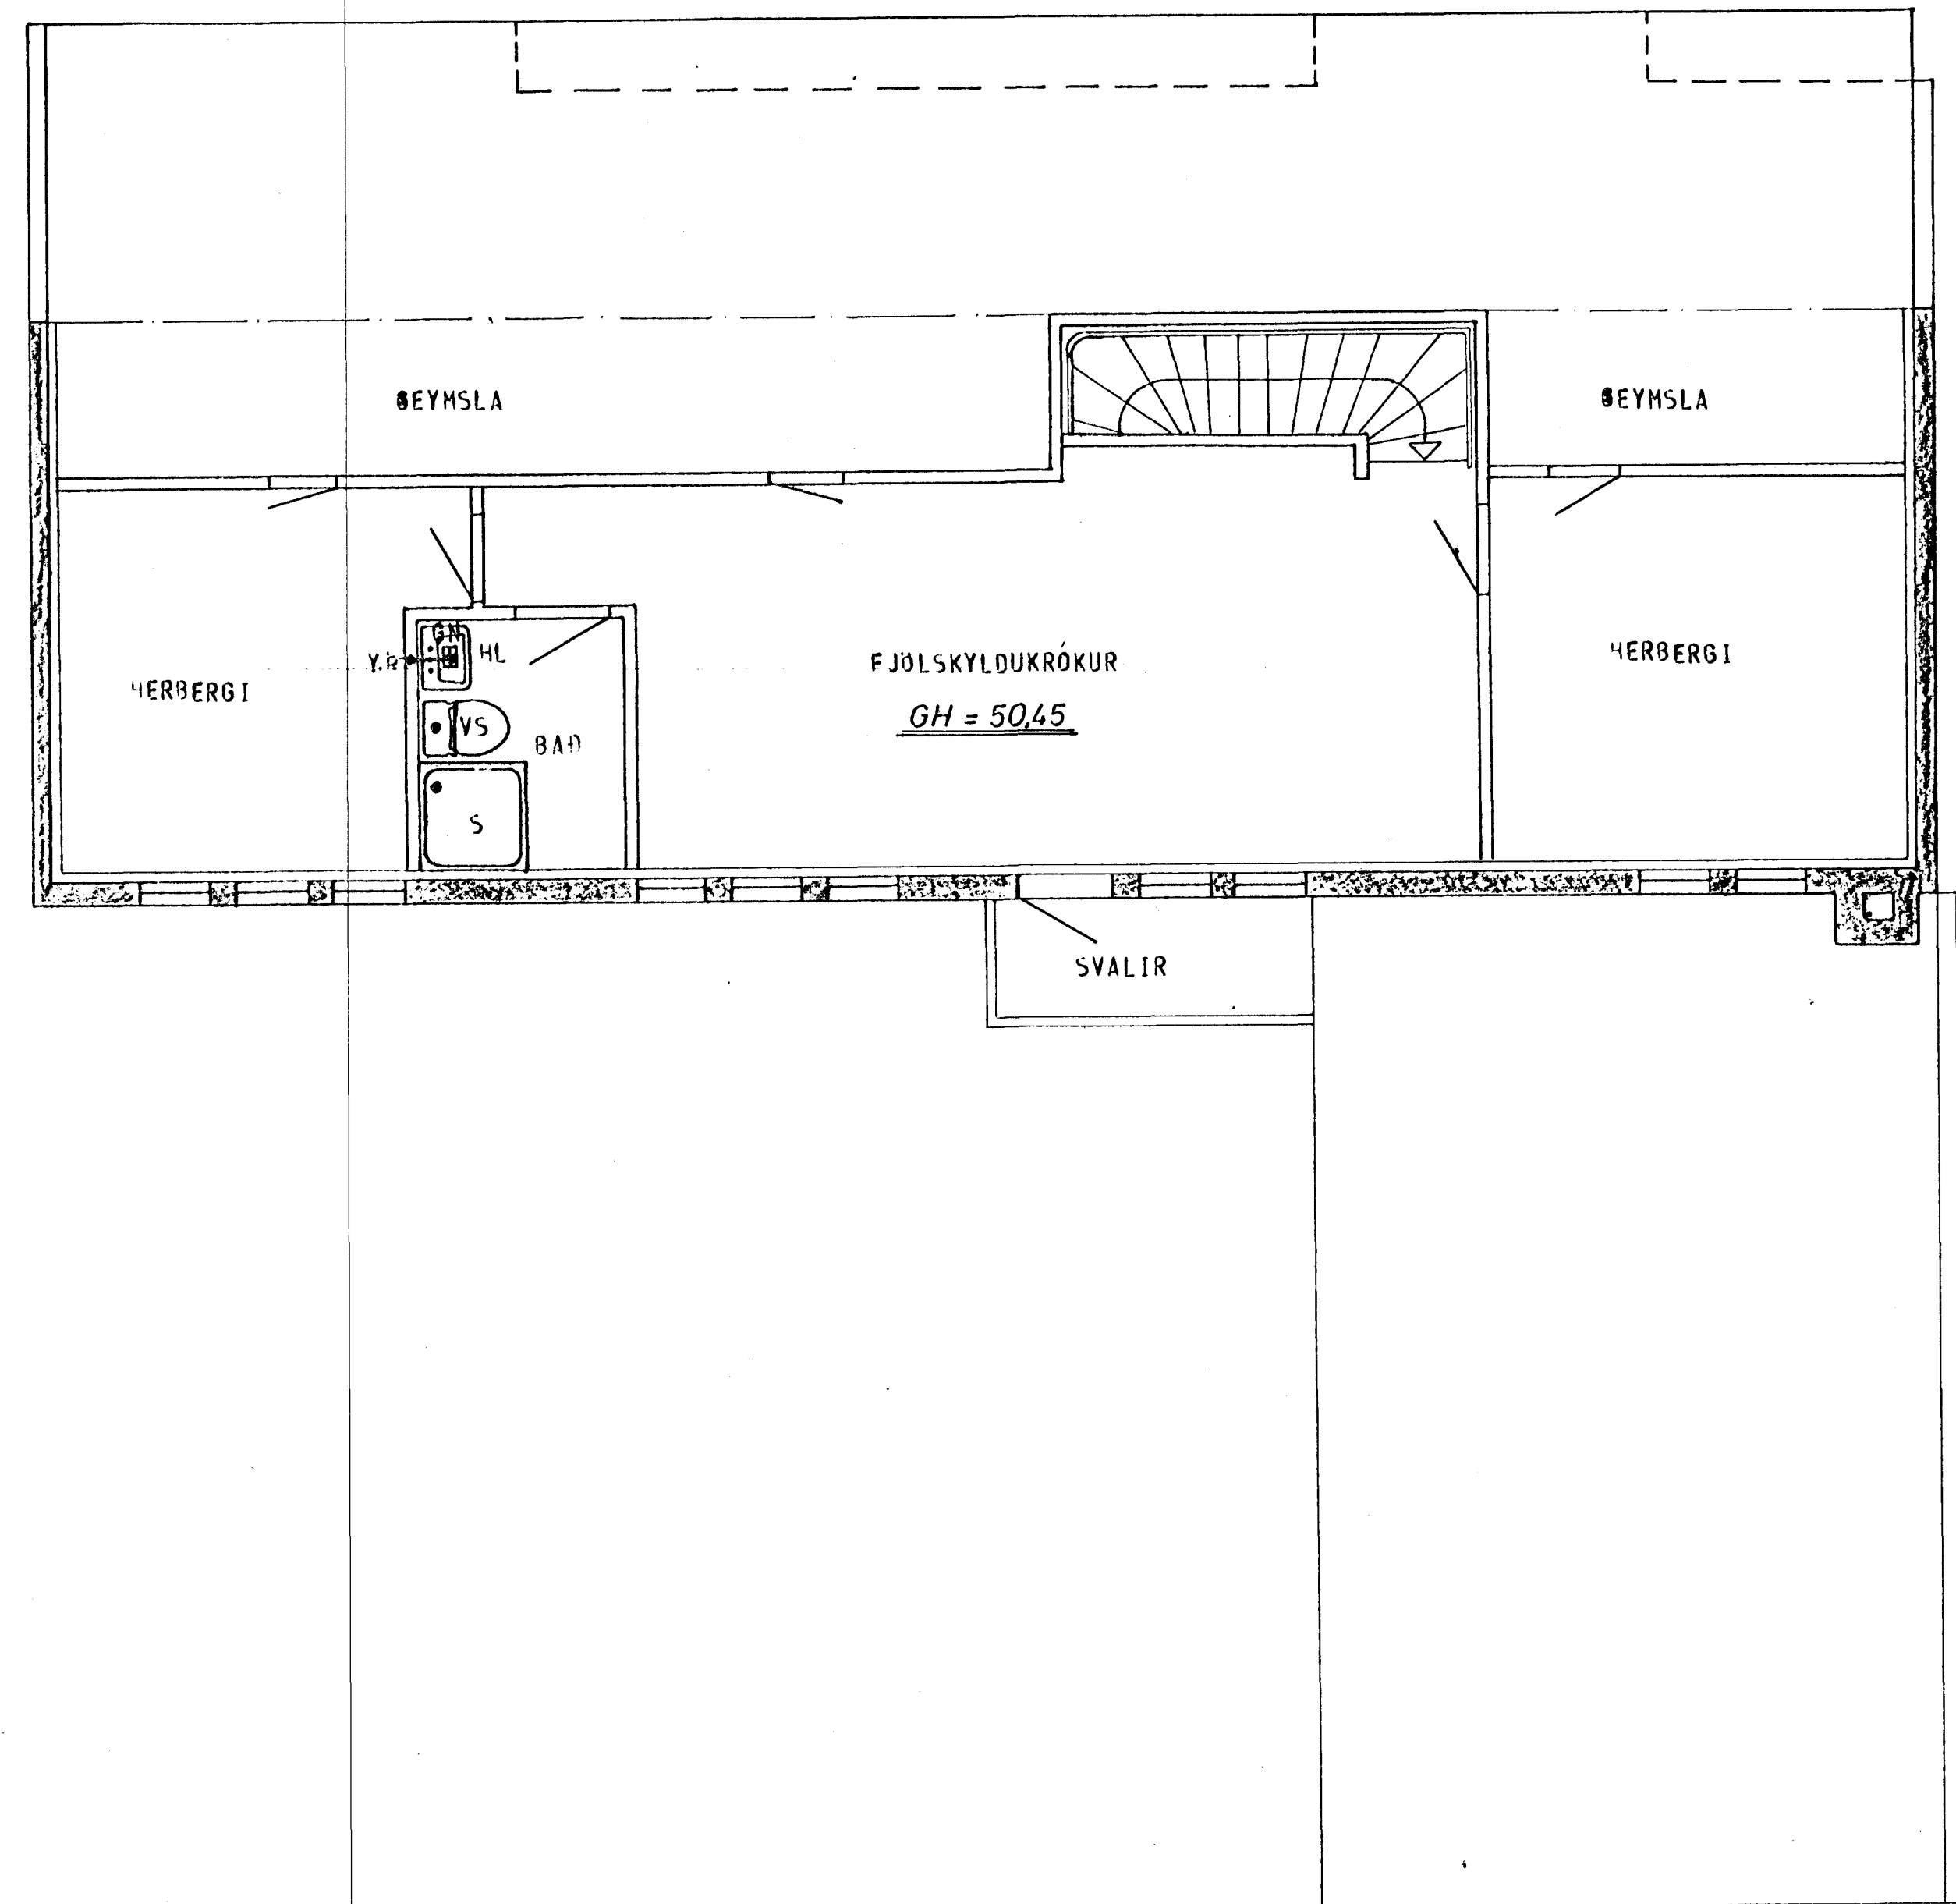 GEYMSLA
GEYMSLA
GN
Y.R
HL
HERBERGI
VS
BAÐ
S
FJÖLSKYLDUKRÓKUR
GH = 50,45
HERBERGI
SVALIR